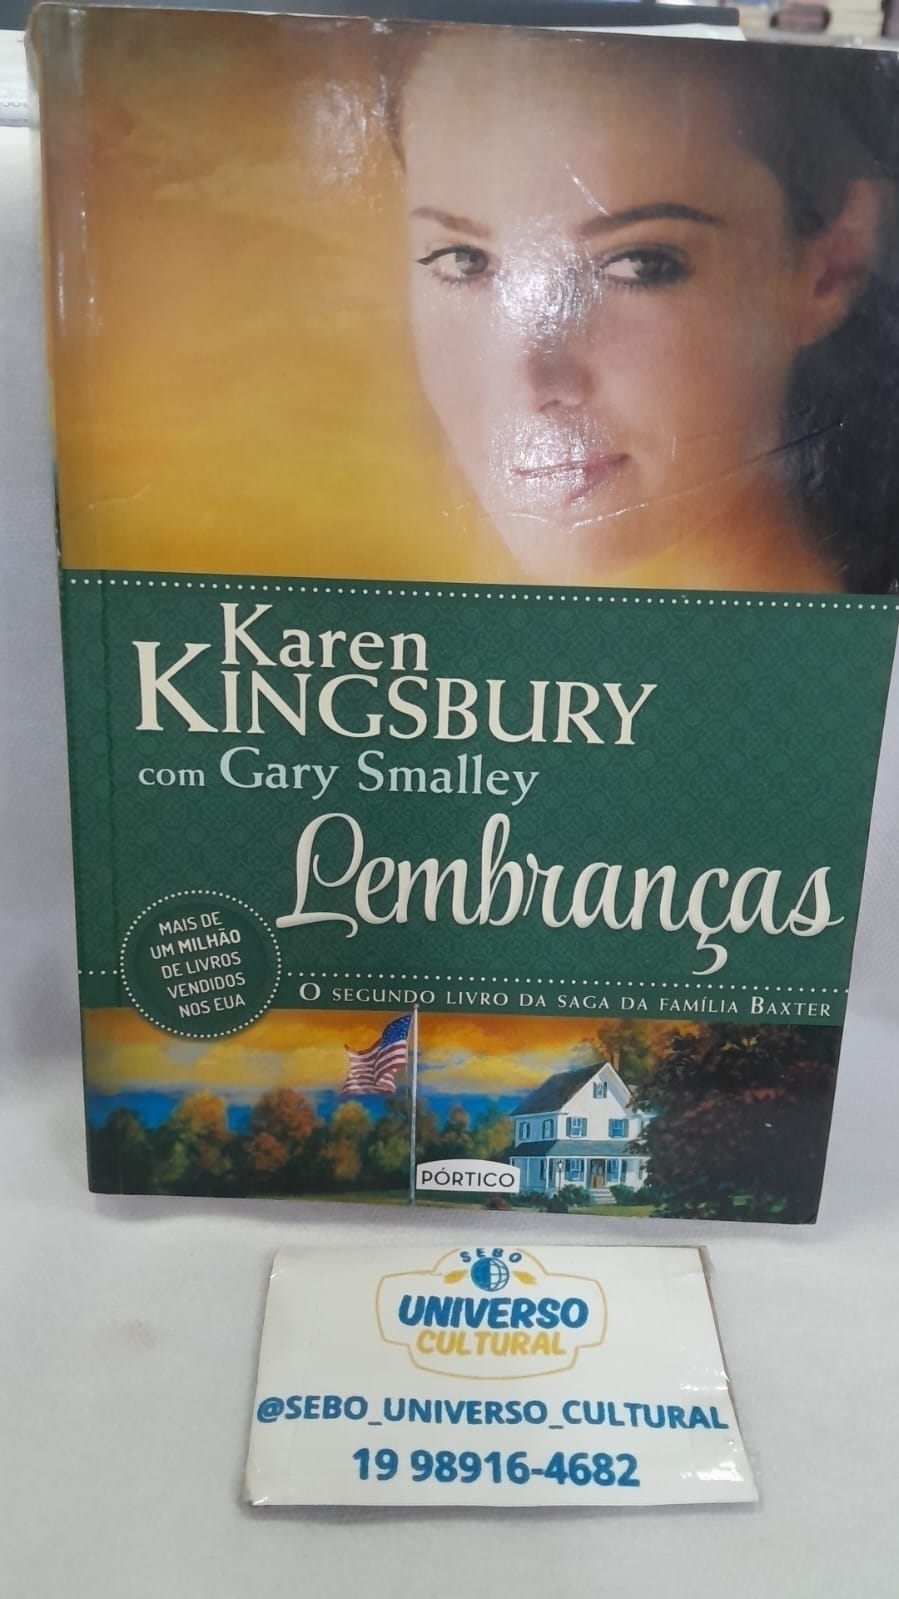 Karen
KINGSBURY
com Gary Smalley
Lembranças
MAIS DE
UM MILHÃO
DE LIVROS
VENDIDOS
NOS EUA
O SEGUNDO LIVRO DA SAGA DA FAMÍLIA BAXTER
PÓRTICO
SEBO
UNIVERSO
CULTURAL
@SEBO_UNIVERSO_CULTURAL
19 98916-4682